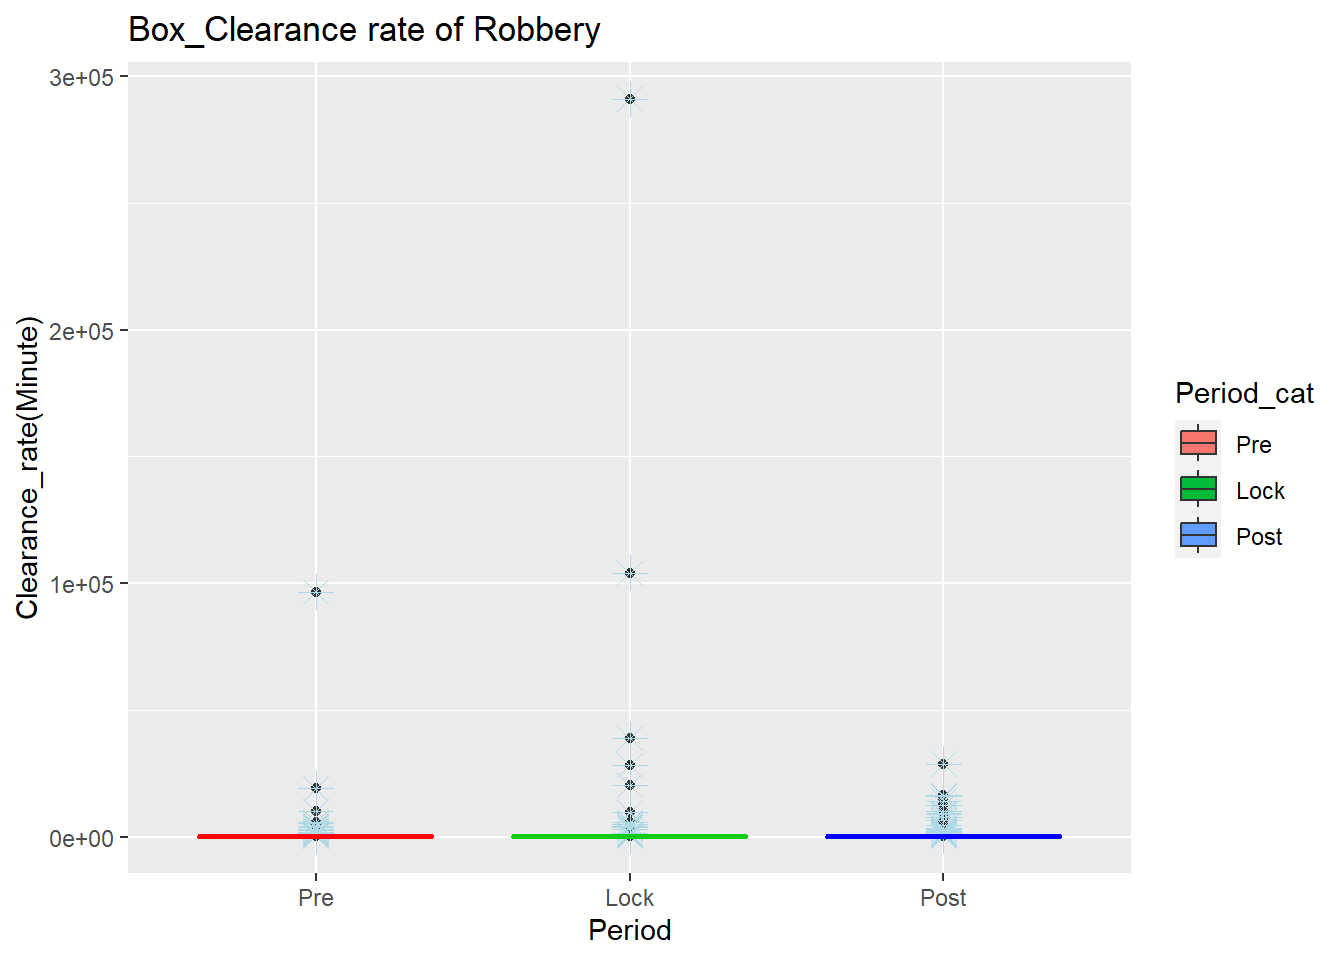 Box_Clearance rate of Robbery
Clearance_rate(Minute)
3e+05
2e+05
1e+05
0e+00
Pre
Lock
Post
Period
Period_cat
Pre
Lock
Post